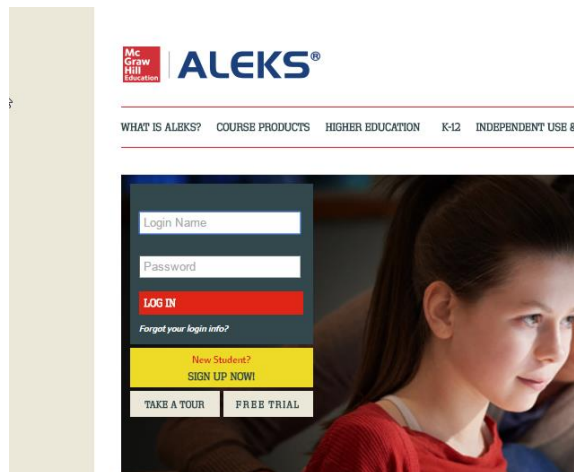 Mc
Graw
Hill
Education
ALEKS®
WHAT IS ALEKS? COURSE PRODUCTS HIGHER EDUCATION K-12 INDEPENDENT USE &
Login Name
Password
LOG IN
Forgot your login info?
New Student?
SIGN UP NOW!
TAKE A TOUR FREE TRIAL